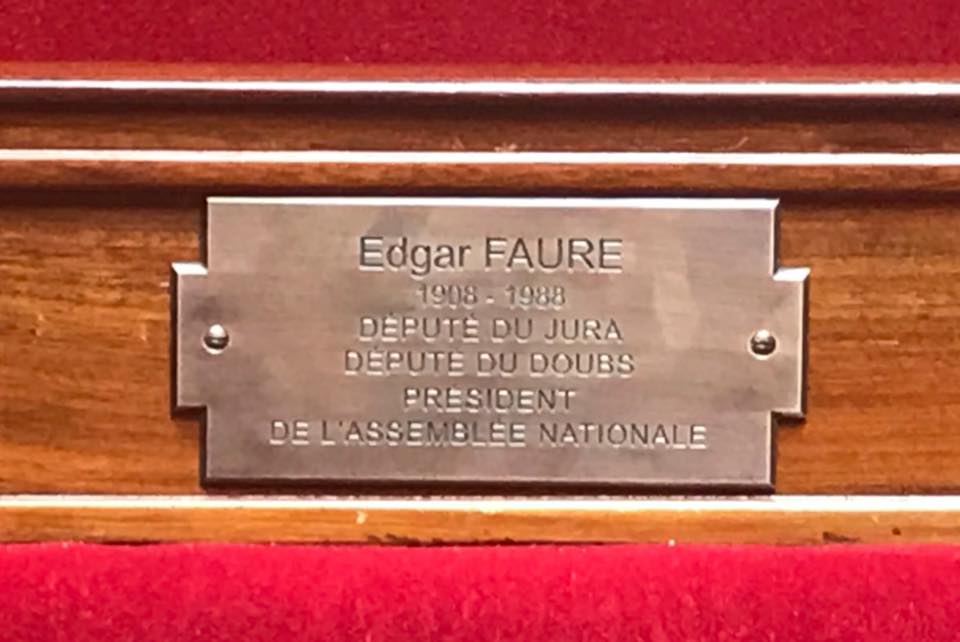 Edgar FAURE
1908 - 1988
DÉPUTÉ DU JURA
DÉPUTÉ DU DOUBS
PRÉSIDENT
DE L'ASSEMBLÉE NATIONALE